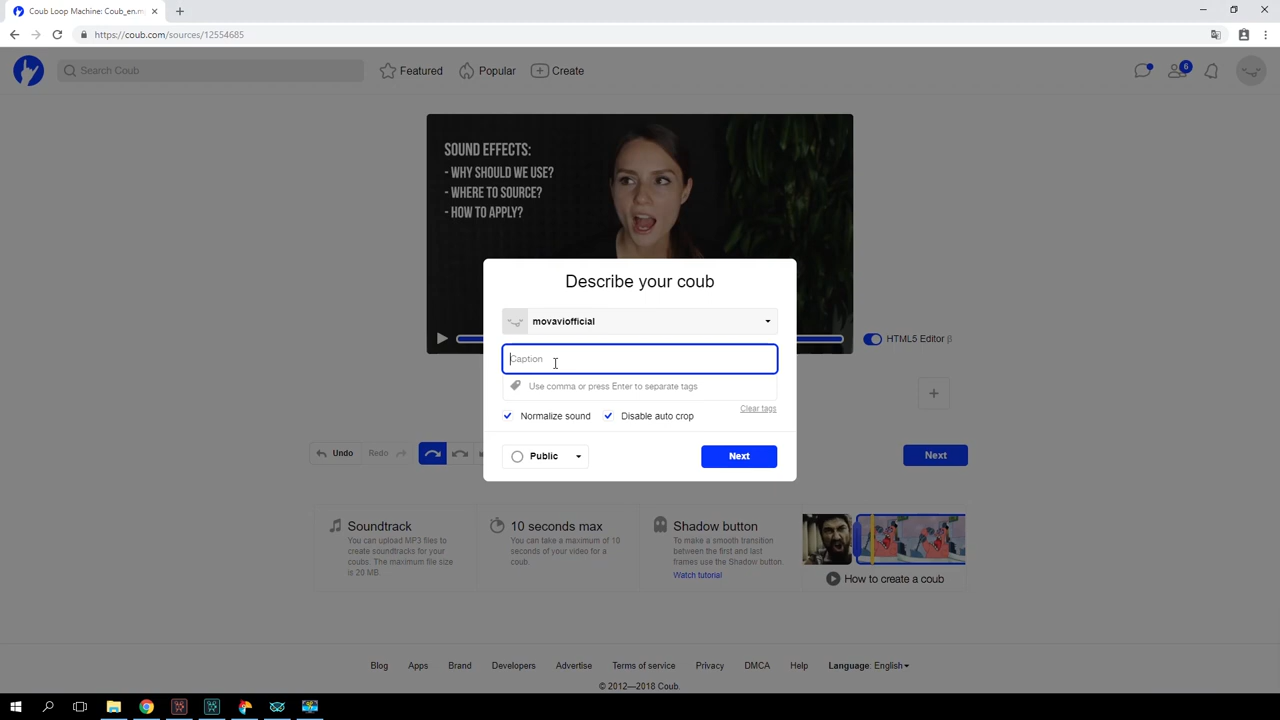 Coub Loop Machine: Coub_en.m
https://coub.com/sources/12554685
Search Coub
Featured
Popular
Create
6
SOUND EFFECTS:
- WHY SHOULD WE USE?
- WHERE TO SOURCE?
- HOW TO APPLY?
HTML5 Editor β
Describe your coub
movaviofficial
Caption
Use comma or press Enter to separate tags
Clear tags
Normalize sound
Disable auto crop
Public
Next
Undo
Redo
Next
Soundtrack
You can upload MP3 files to
create soundtracks for your
coubs. The maximum file size
is 20 MB.
10 seconds max
You can take a maximum of 10
seconds of your video for a
coub.
Shadow button
To make a smooth transition
between the first and last
frames use the Shadow button.
Watch tutorial
How to create a coub
Blog
Apps
Brand
Developers
Advertise
Terms of service
Privacy
DMCA
Help
Language: English
© 2012—2018 Coub.